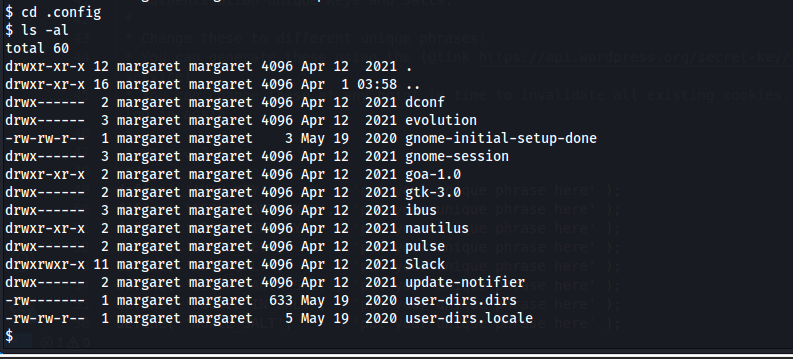 $ cd .config
$ ls -al
total 60
drwxr-xr-x 12 margaret margaret 4096 Apr 12  2021 .
drwxr-xr-x 16 margaret margaret 4096 Apr  1 03:58 ..
drwx------  2 margaret margaret 4096 Apr 12  2021 dconf
drwx------  3 margaret margaret 4096 Apr 12  2021 evolution
-rw-rw-r--  1 margaret margaret    3 May 19  2020 gnome-initial-setup-done
drwx------  3 margaret margaret 4096 Apr 12  2021 gnome-session
drwxr-xr-x  2 margaret margaret 4096 Apr 12  2021 goa-1.0
drwx------  2 margaret margaret 4096 Apr 12  2021 gtk-3.0
drwx------  3 margaret margaret 4096 Apr 12  2021 ibus
drwxr-xr-x  2 margaret margaret 4096 Apr 12  2021 nautilus
drwx------  2 margaret margaret 4096 Apr 12  2021 pulse
drwxrwxr-x 11 margaret margaret 4096 Apr 12  2021 Slack
drwx------  2 margaret margaret 4096 Apr 12  2021 update-notifier
-rw-------  1 margaret margaret  633 May 19  2020 user-dirs.dirs
-rw-rw-r--  1 margaret margaret    5 May 19  2020 user-dirs.locale
$